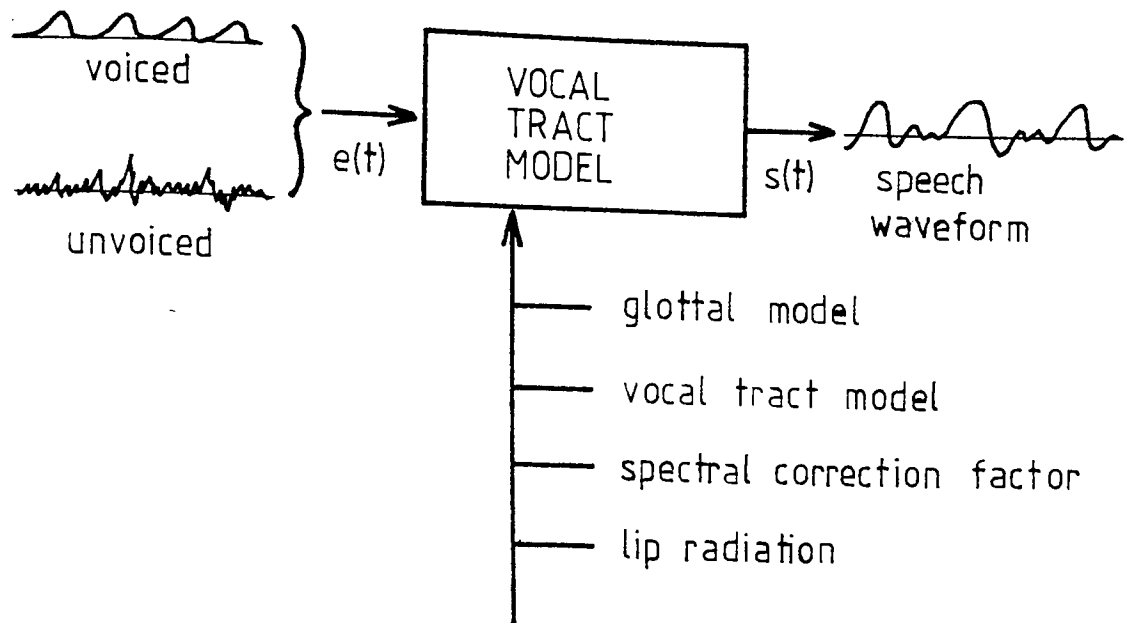 voiced
unvoiced
e(t)
VOCAL
TRACT
MODEL
s(t)
speech
waveform
glottal model
vocal tract model
spectral correction factor
lip radiation